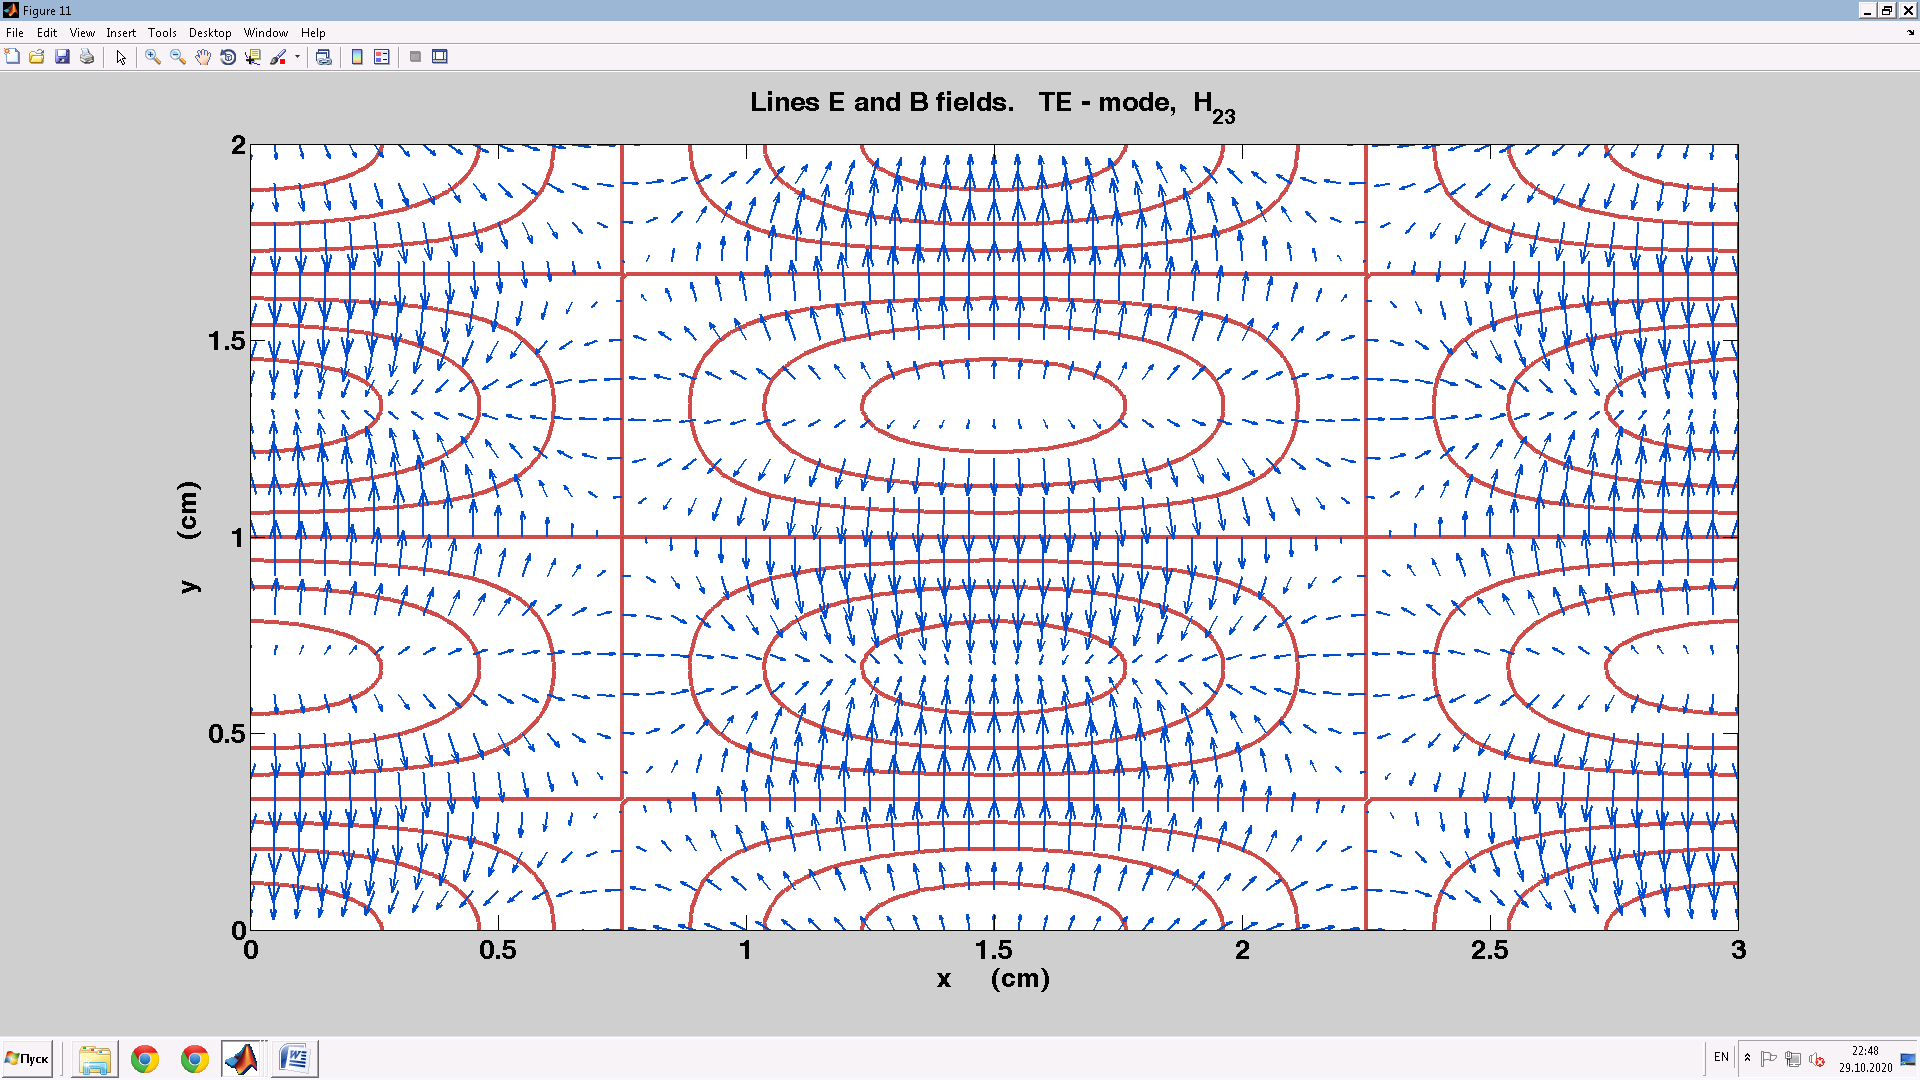 Figure 11
File Edit View Insert Tools Desktop Window Help
Lines E and B fields. TE - mode, H23
2
1.5
1
0.5
0
y (cm)
0 0.5 1 1.5 2 2.5 3
x (cm)
Пуск
EN
22:48
29.10.2020